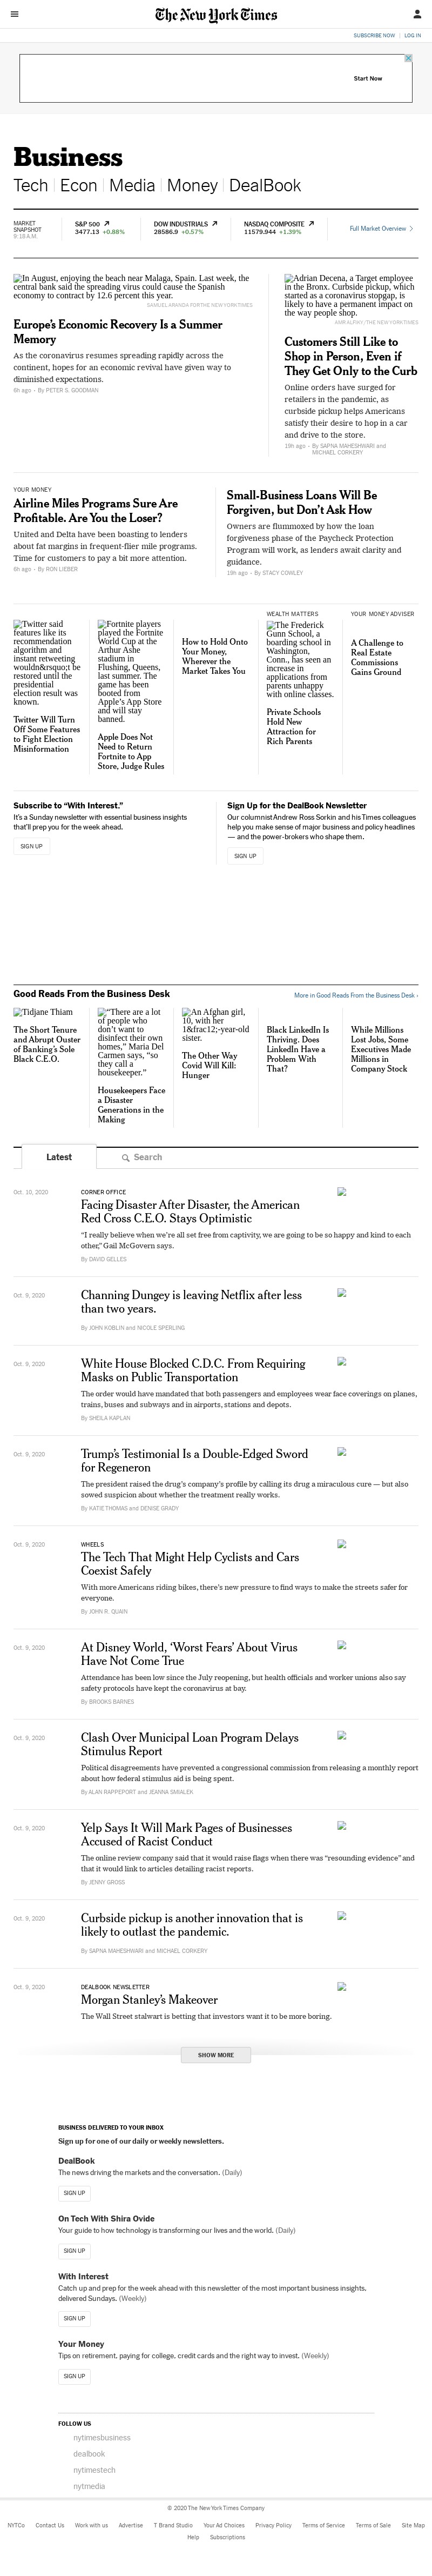 The New York Times
SUBSCRIBE NOW | LOG IN
Start Now
Business
Tech | Econ | Media | Money | DealBook
MARKET
SNAPSHOT
9:18 A.M.
S&P 500
3477.13 +0.88%
DOW INDUSTRIALS
28586.9 +0.57%
NASDAQ COMPOSITE
11579.944 +1.39%
Full Market Overview
In August, enjoying the beach near Malaga, Spain. Last week, the
central bank said the spreading virus could cause the Spanish
economy to contract by 12.6 percent this year.
SAMUEL ARANDA FOR THE NEW YORK TIMES
Europe's Economic Recovery Is a Summer
Memory
As the coronavirus resumes spreading rapidly across the
continent, hopes for an economic revival have given way to
diminished expectations.
8h ago · By PETER S. GOODMAN
Adrian Decena, a Target employee
in the Bronx. Curbside pickup, which
started as a coronavirus stopgap, is
likely to have a permanent impact on
the way people shop.
AMR ALFIKY/THE NEW YORK TIMES
Customers Still Like to
Shop in Person, Even if
They Get Only to the Curb
Online orders have surged for
retailers in the pandemic, as
curbside pickup helps Americans
satisfy their desire to hop in a car
and drive to the store.
19h ago · By SAPNA MAHESHWARI and
MICHAEL CORKERY
YOUR MONEY
Airline Miles Programs Sure Are
Profitable. Are You the Loser?
United and Delta have been boasting to lenders
about fat margins in frequent-flier mile programs.
Time for customers to pay a bit more attention.
6h ago · By RON LIEBER
Small-Business Loans Will Be
Forgiven, but Don't Ask How
Owners are flummoxed by how the loan
forgiveness phase of the Paycheck Protection
Program will work, as lenders await clarity and
guidance.
19h ago · By STACY COWLEY
Twitter said
features like its
recommendation
algorithm and
instant retweeting
wouldn&rsquo;t be
restored until the
presidential
election result was
known.
Twitter Will Turn
Off Some Features
to Fight Election
Misinformation
Fortnite players
played the Fortnite
World Cup at the
Arthur Ashe
stadium in
Flushing, Queens,
last summer. The
game has been
booted from
Apple's App Store
and will stay
banned.
Apple Does Not
Need to Return
Fortnite to App
Store, Judge Rules
How to Hold Onto
Your Money,
Wherever the
Market Takes You
WEALTH MATTERS
The Frederick
Gunn School, a
boarding school in
Washington,
Conn., has seen an
increase in
applications from
parents unhappy
with online classes.
Private Schools
Hold New
Attraction for
Rich Parents
YOUR MONEY ADVISER
A Challenge to
Real Estate
Commissions
Gains Ground
Subscribe to “With Interest.”
It's a Sunday newsletter with essential business insights
that'll prep you for the week ahead.
SIGN UP
Sign Up for the DealBook Newsletter
Our columnist Andrew Ross Sorkin and his Times colleagues
help you make sense of major business and policy headlines
— and the power-brokers who shape them.
SIGN UP
Good Reads From the Business Desk
More in Good Reads From the Business Desk ›
Tidjane Thiam
The Short Tenure
and Abrupt Ouster
of Banking's Sole
Black C.E.O.
“There are a lot
of people who
don't want to
disinfect their own
homes,” Maria Del
Carmen says, “so
they call a
housekeeper.”
Housekeepers Face
a Disaster
Generations in the
Making
An Afghan girl,
10, with her
1&frac12;-year-old
sister.
The Other Way
Covid Will Kill:
Hunger
Black LinkedIn Is
Thriving. Does
LinkedIn Have a
Problem With
That?
While Millions
Lost Jobs, Some
Executives Made
Millions in
Company Stock
Latest
Search
Oct. 10, 2020
CORNER OFFICE
Facing Disaster After Disaster, the American
Red Cross C.E.O. Stays Optimistic
“I really believe when we're all set free from captivity, we are going to be so happy and kind to each
other,” Gail McGovern says.
By DAVID GELLES
Oct. 9, 2020
Channing Dungey is leaving Netflix after less
than two years.
By JOHN KOBLIN and NICOLE SPERLING
Oct. 9, 2020
White House Blocked C.D.C. From Requiring
Masks on Public Transportation
The order would have mandated that both passengers and employees wear face coverings on planes,
trains, buses and subways and in airports, stations and depots.
By SHEILA KAPLAN
Oct. 9, 2020
Trump's Testimonial Is a Double-Edged Sword
for Regeneron
The president raised the drug's company's profile by calling its drug a miraculous cure — but also
sowed suspicion about whether the treatment really works.
By KATIE THOMAS and DENISE GRADY
Oct. 9, 2020
WHEELS
The Tech That Might Help Cyclists and Cars
Coexist Safely
With more Americans riding bikes, there's new pressure to find ways to make the streets safer for
everyone.
By JOHN R. QUAIN
Oct. 9, 2020
At Disney World, ‘Worst Fears’ About Virus
Have Not Come True
Attendance has been low since the July reopening, but health officials and worker unions also say
safety protocols have kept the coronavirus at bay.
By BROOKS BARNES
Oct. 9, 2020
Clash Over Municipal Loan Program Delays
Stimulus Report
Political disagreements have prevented a congressional commission from releasing a monthly report
about how federal stimulus aid is being spent.
By ALAN RAPPEPORT and JEANNA SMIALEK
Oct. 9, 2020
Yelp Says It Will Mark Pages of Businesses
Accused of Racist Conduct
The online review company said that it would raise flags when there was “resounding evidence” and
that it would link to articles detailing racist reports.
By JENNY GROSS
Oct. 9, 2020
Curbside pickup is another innovation that is
likely to outlast the pandemic.
By SAPNA MAHESHWARI and MICHAEL CORKERY
Oct. 9, 2020
DEALBOOK NEWSLETTER
Morgan Stanley's Makeover
The Wall Street stalwart is betting that investors want it to be more boring.
SHOW MORE
BUSINESS DELIVERED TO YOUR INBOX
Sign up for one of our daily or weekly newsletters.
DealBook
The news driving the markets and the conversation. (Daily)
SIGN UP
On Tech With Shira Ovide
Your guide to how technology is transforming our lives and the world. (Daily)
SIGN UP
With Interest
Catch up and prep for the week ahead with this newsletter of the most important business insights,
delivered Sundays. (Weekly)
SIGN UP
Your Money
Tips on retirement, paying for college, credit cards and the right way to invest. (Weekly)
SIGN UP
FOLLOW US
nytimesbusiness
dealbook
nytimestech
nytmedia
© 2020 The New York Times Company
NYTCo Contact Us Work with us Advertise T Brand Studio Your Ad Choices Privacy Policy Terms of Service Terms of Sale Site Map
Help Subscriptions